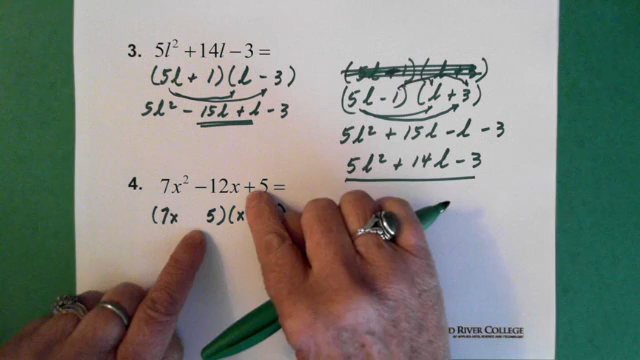 3. 5l² + 14l − 3 =
(5l + 1)(l − 3)
5l² − 15l + l − 3
(5l − 1)(l + 3)
5l² + 15l − l − 3
5l² + 14l − 3
4. 7x² − 12x + 5 =
(7x 5)(x
RIVER COLLEGE